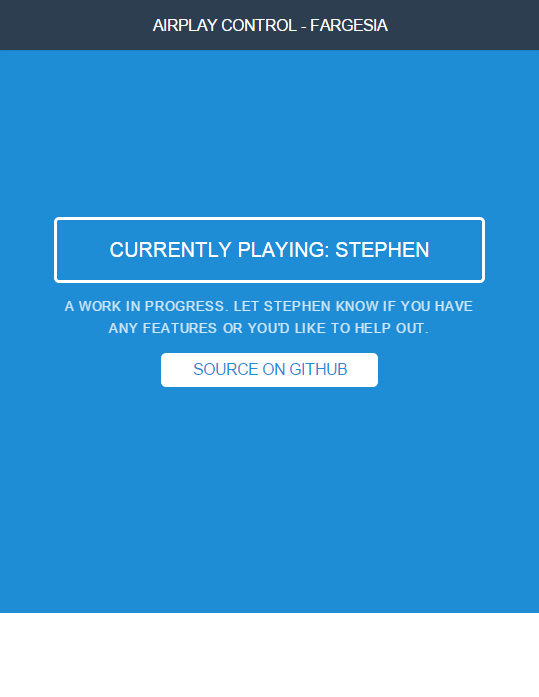 AIRPLAY CONTROL - FARGESIA
CURRENTLY PLAYING: STEPHEN
A WORK IN PROGRESS. LET STEPHEN KNOW IF YOU HAVE
ANY FEATURES OR YOU'D LIKE TO HELP OUT.
SOURCE ON GITHUB